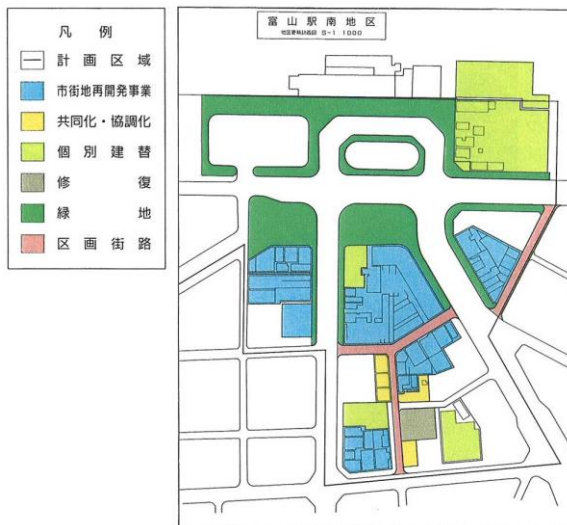 凡例
計画区域
市街地再開発事業
共同化・協調化
個別建替
修復
緑地
区画街路
富山駅南地区
S-1:1000